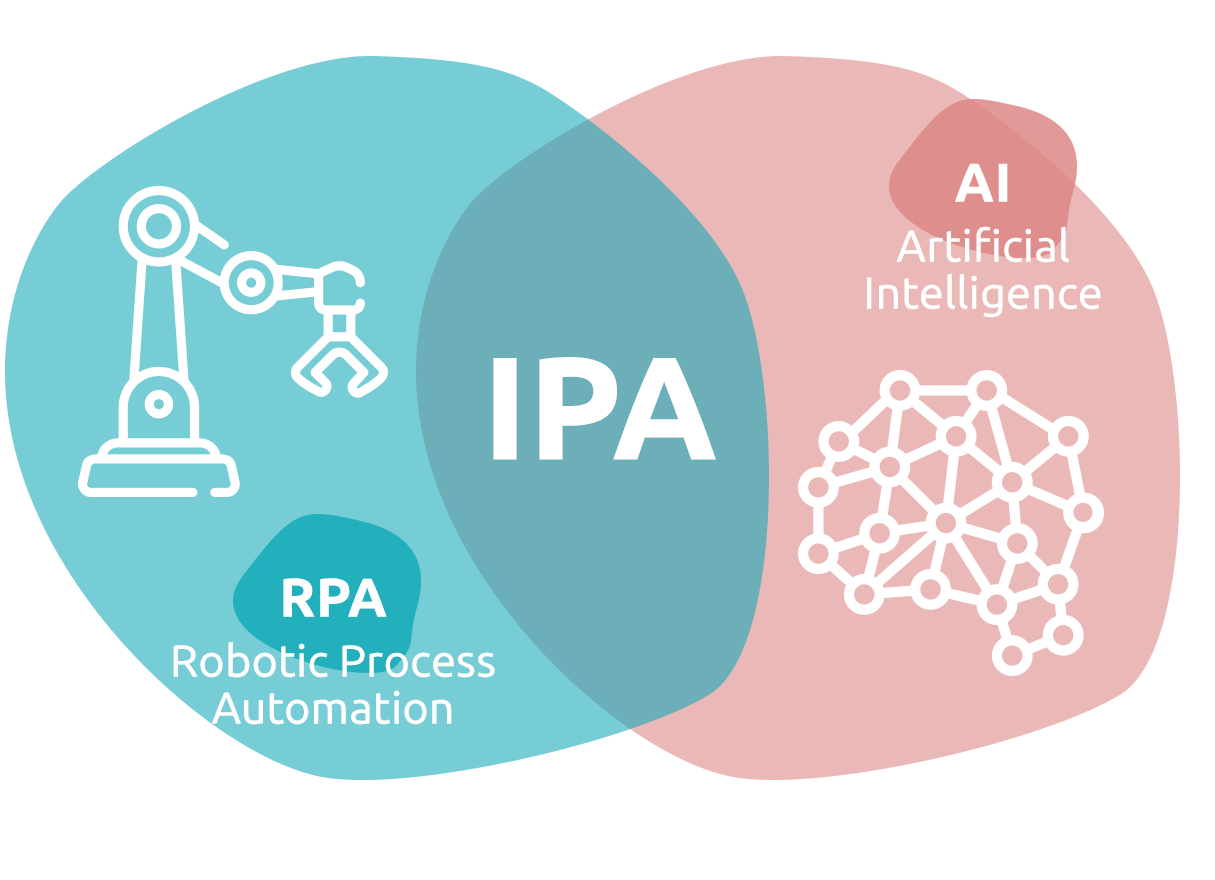 RPA
Robotic Process
Automation
IPA
AI
Artificial
Intelligence